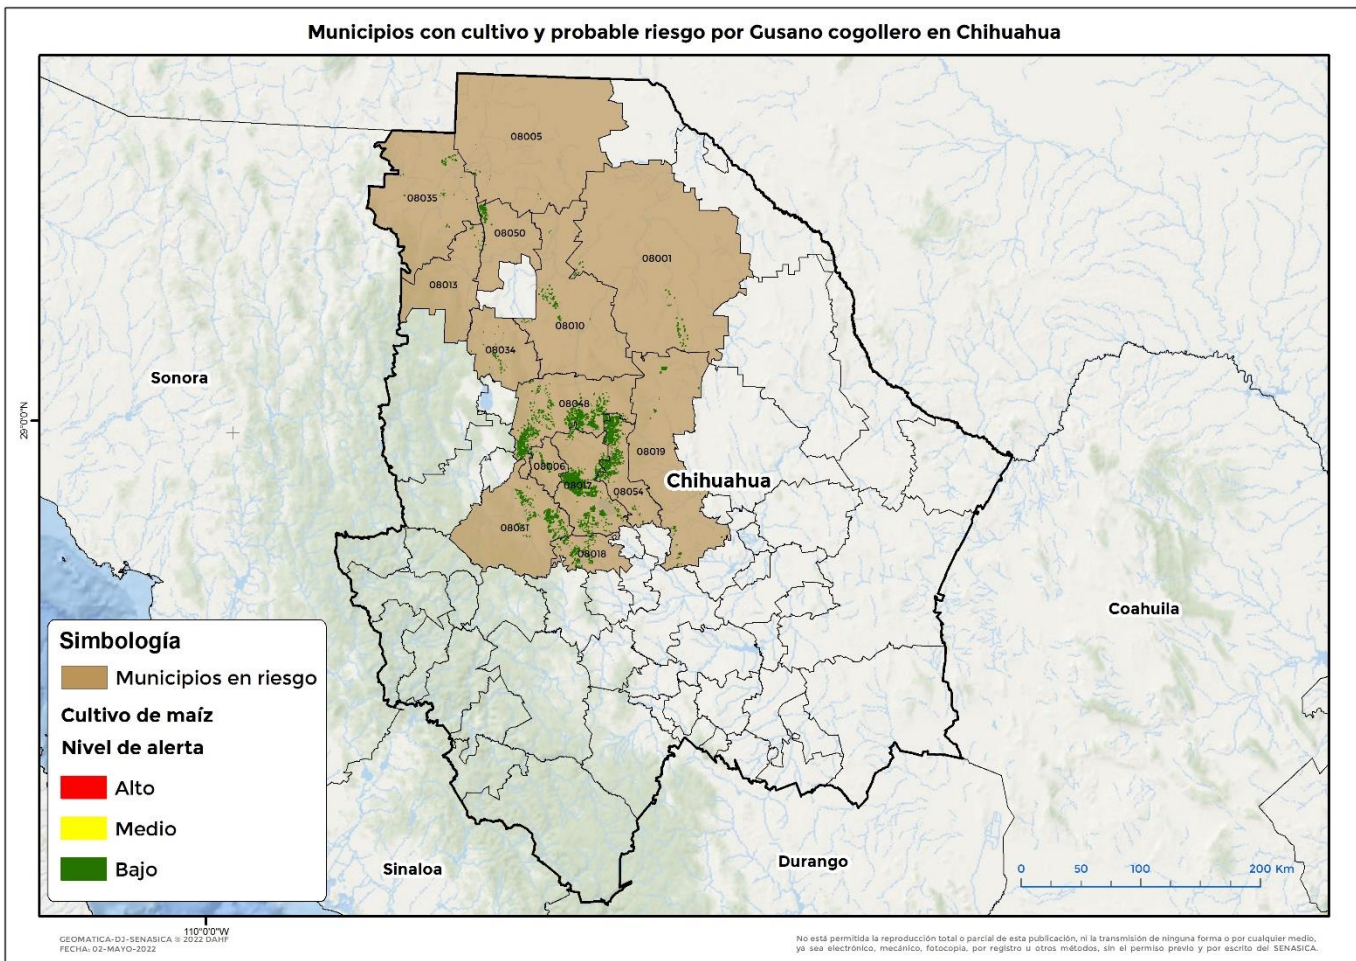 Municipios con cultivo y probable riesgo por Gusano cogollero en Chihuahua
08005
08035
08050
08001
08013
08010
08034
Sonora
29°0'0"N
08048
08019
08006
Chihuahua
08017
08054
08031
08018
Coahuila
Simbología
Municipios en riesgo
Cultivo de maíz
Nivel de alerta
Alto
Medio
Bajo
Sinaloa
Durango
0 50 100 200 Km
110°0'0"W
GEOMATICA-DJ-SENASICA © 2022 DAHF
FECHA: 02-MAYO-2022
No está permitida la reproducción total o parcial de esta publicación, ni la transmisión de ninguna forma o por cualquier medio,
ya sea electrónico, mecánico, fotocopia, por registro u otros métodos, sin el permiso previo y por escrito del SENASICA.